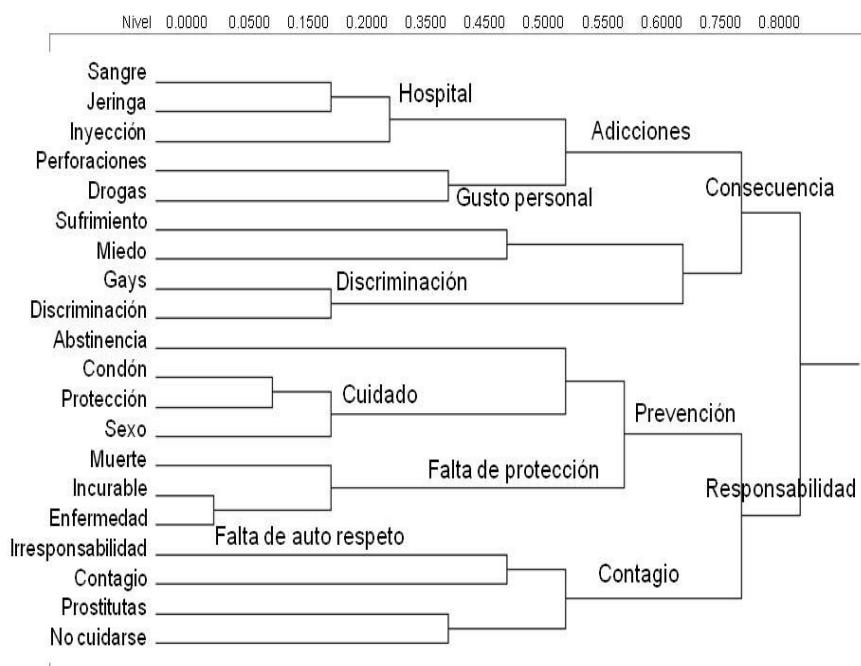 Nivel 0.0000 0.0500 0.1500 0.2000 0.3500 0.4500 0.5000 0.5500 0.6000 0.7500 0.8000
Sangre
Jeringa
Hospital
Inyección
Adicciones
Perforaciones
Drogas
Gusto personal
Consecuencia
Sufrimiento
Miedo
Gays
Discriminación
Discriminación
Abstinencia
Condón
Cuidado
Protección
Prevención
Sexo
Muerte
Falta de protección
Incurable
Responsabilidad
Enfermedad
Falta de auto respeto
Irresponsabilidad
Contagio
Contagio
Prostitutas
No cuidarse